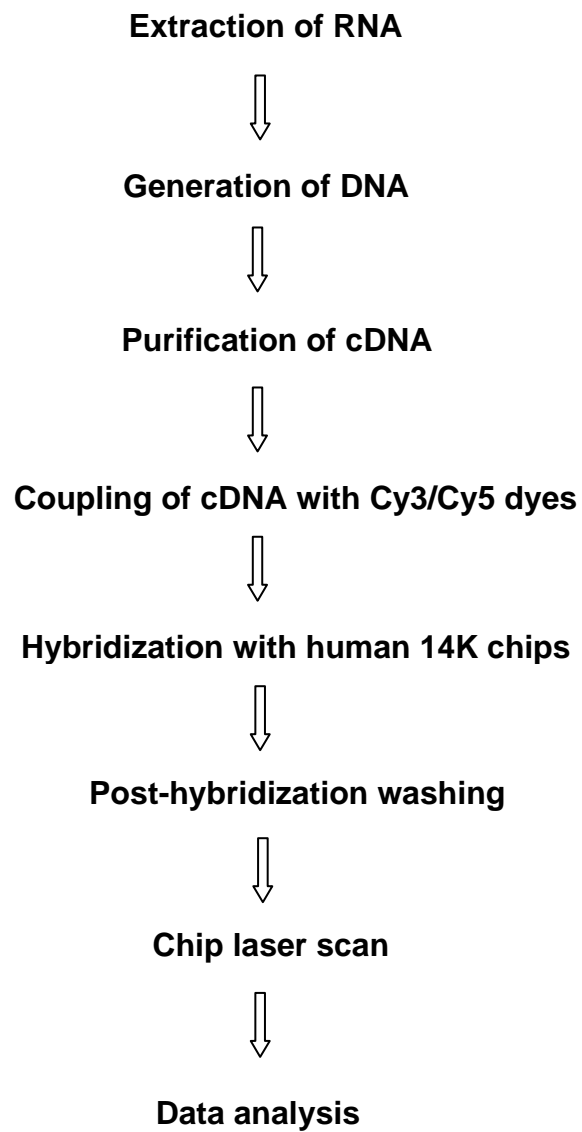 Extraction of RNA
Generation of DNA
Purification of cDNA
Coupling of cDNA with Cy3/Cy5 dyes
Hybridization with human 14K chips
Post-hybridization washing
Chip laser scan
Data analysis